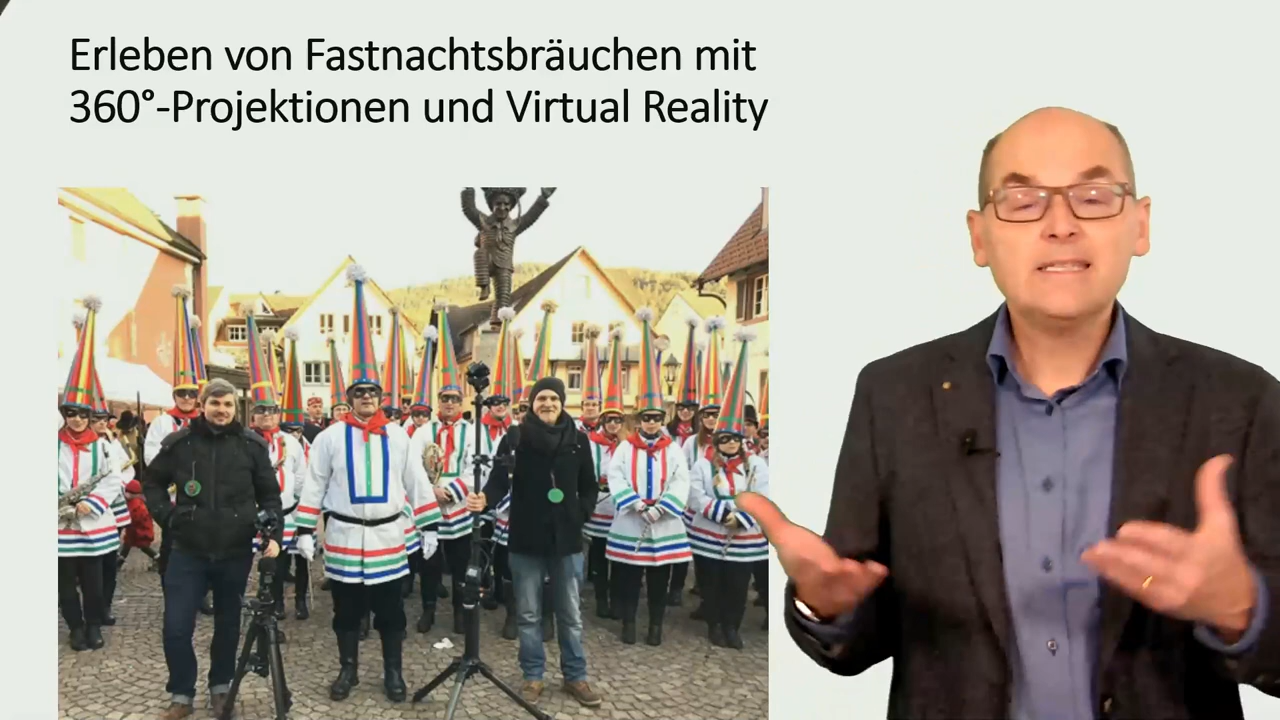 Erleben von Fastnachtsbräuchen mit
360°-Projektionen und Virtual Reality